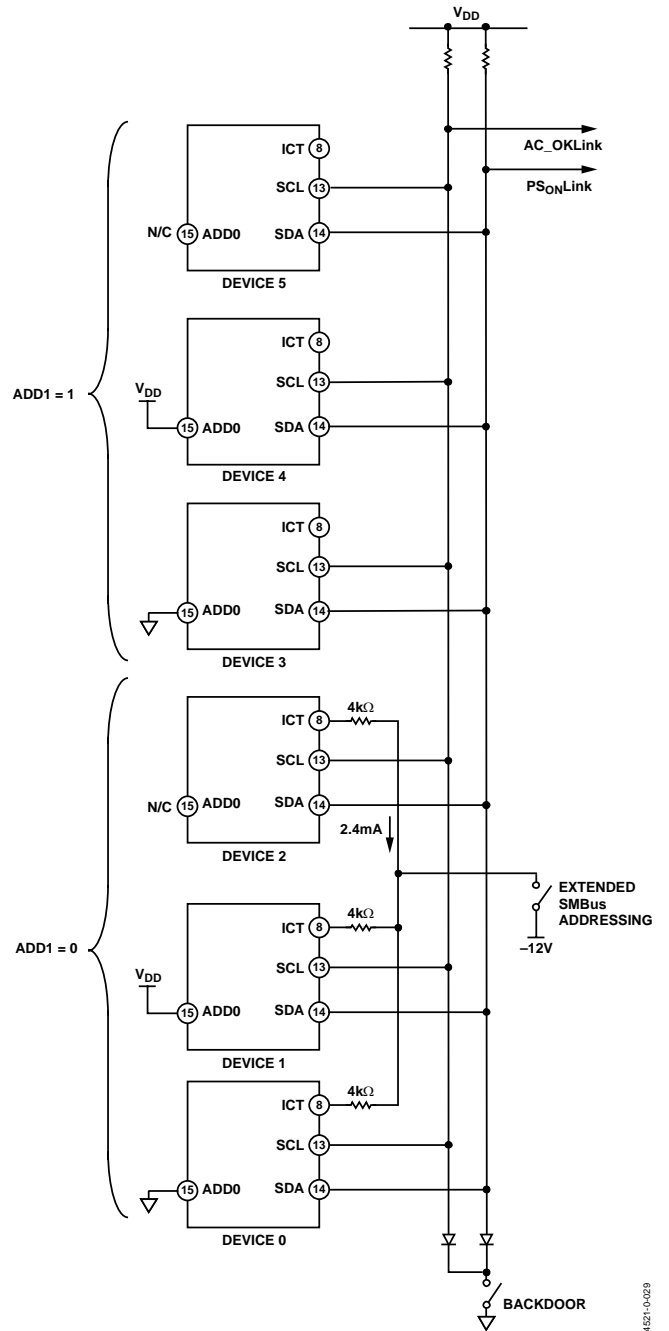 VDD
AC_OKLink
PSONLink
ICT 8
SCL 13
N/C 15 ADD0
SDA 14
DEVICE 5
ICT 8
SCL 13
ADD1 = 1
VDD
15 ADD0
SDA 14
DEVICE 4
ICT 8
SCL 13
15 ADD0
SDA 14
DEVICE 3
4kΩ
ICT 8
SCL 13
N/C 15 ADD0
SDA 14
2.4mA
DEVICE 2
EXTENDED
SMBus
ADDRESSING
–12V
4kΩ
ICT 8
ADD1 = 0
SCL 13
VDD
15 ADD0
SDA 14
DEVICE 1
4kΩ
ICT 8
SCL 13
15 ADD0
SDA 14
DEVICE 0
BACKDOOR
4521-0-029